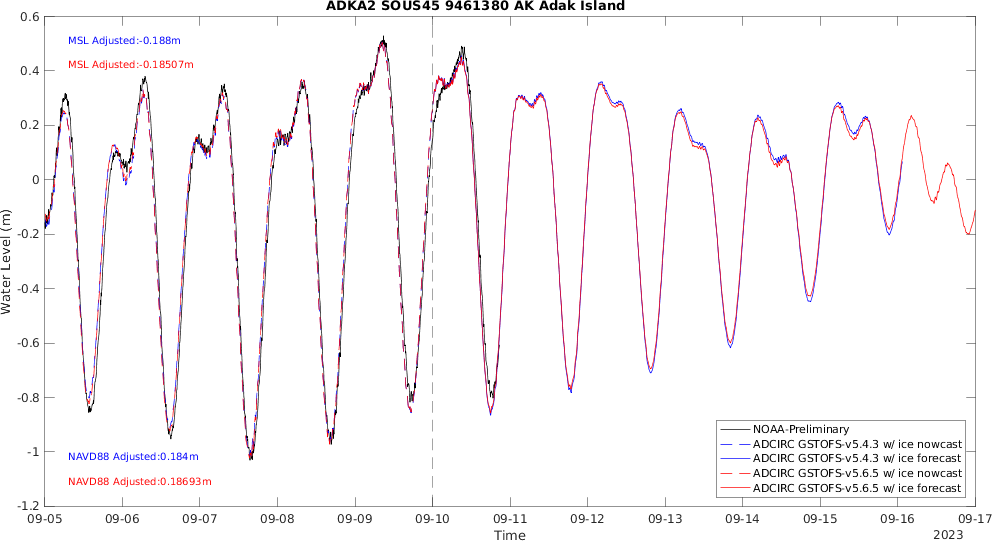 ADKA2 SOUS45 9461380 AK Adak Island
MSL Adjusted:-0.188m
MSL Adjusted:-0.18507m
Water Level (m)
0.6
0.4
0.2
0
-0.2
-0.4
-0.6
-0.8
-1
-1.2
NAVD88 Adjusted:0.184m
NAVD88 Adjusted:0.18693m
NOAA-Preliminary
ADCIRC GSTOFS-v5.4.3 w/ ice nowcast
ADCIRC GSTOFS-v5.4.3 w/ ice forecast
ADCIRC GSTOFS-v5.6.5 w/ ice nowcast
ADCIRC GSTOFS-v5.6.5 w/ ice forecast
09-05 09-06 09-07 09-08 09-09 09-10 09-11 09-12 09-13 09-14 09-15 09-16 09-17
Time
2023